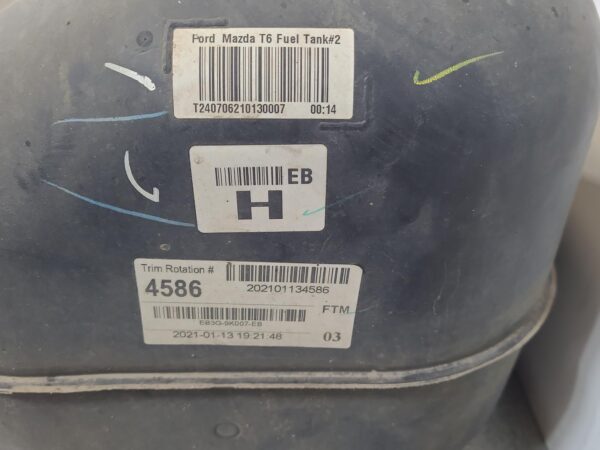 Ford Mazda T6 Fuel Tank#2
T240706210130007 00:14
EB
H
Trim Rotation #
4586 202101134586
FTM
EB3G-9K007-EB
2021-01-13 19:21:48 03